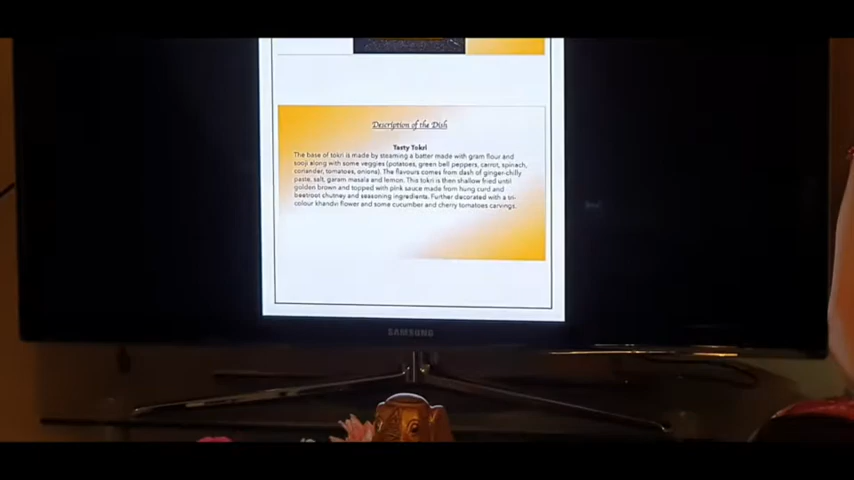 Description of the Dish
Tasty Tokri
The base of tokri is made by steaming a batter made with gram flour and
sooji along with some veggies (potatoes, green bell peppers, carrot, spinach,
coriander, tomatoes, onions). The flavours comes from dash of ginger-chilly
paste, salt, garam masala and lemon. This tokri is then shallow fried until
golden brown and topped with pink sauce made from hung curd and
beetroot chutney and seasoning ingredients. Further decorated with a tri-
colour khandvi flower and some cucumber and cherry tomatoes carvings.
SAMSUNG